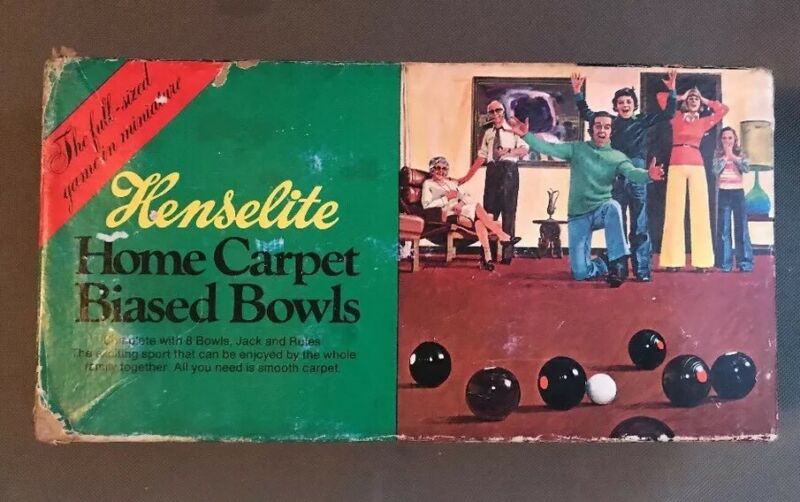 The full-sized
game in miniature
Henselite
Home Carpet
Biased Bowls
Complete with 8 Bowls, Jack and Rules
The exciting sport that can be enjoyed by the whole
family together. All you need is smooth carpet.